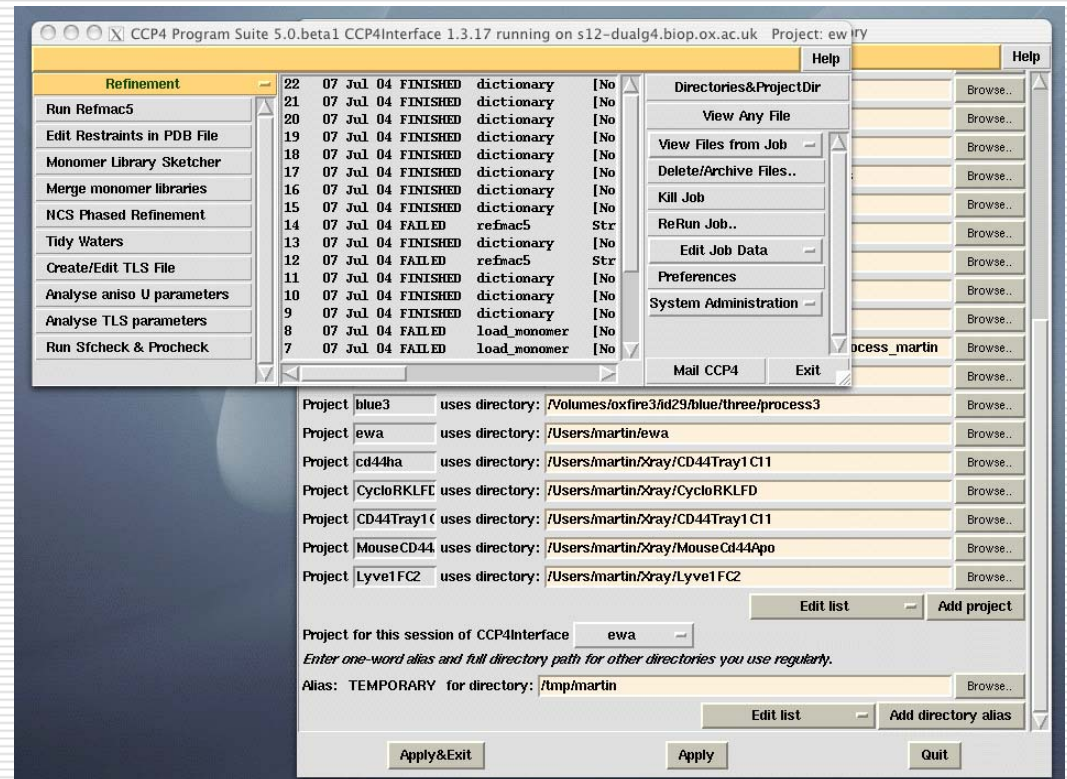 CCP4 Program Suite 5.0.beta1 CCP4Interface 1.3.17 running on s12-dualg4.biop.ox.ac.uk Project: ew
Help
Refinement
Run Refmac5
Edit Restraints in PDB File
Monomer Library Sketcher
Merge monomer libraries
NCS Phased Refinement
Tidy Waters
Create/Edit TLS File
Analyse aniso U parameters
Analyse TLS parameters
Run Sfcheck & Procheck
22 07 Jul 04 FINISHED dictionary [No
21 07 Jul 04 FINISHED dictionary [No
20 07 Jul 04 FINISHED dictionary [No
19 07 Jul 04 FINISHED dictionary [No
18 07 Jul 04 FINISHED dictionary [No
17 07 Jul 04 FINISHED dictionary [No
16 07 Jul 04 FINISHED dictionary [No
15 07 Jul 04 FINISHED dictionary [No
14 07 Jul 04 FAILED refmac5 Str
13 07 Jul 04 FINISHED dictionary [No
12 07 Jul 04 FAILED refmac5 Str
11 07 Jul 04 FINISHED dictionary [No
10 07 Jul 04 FINISHED dictionary [No
9 07 Jul 04 FINISHED dictionary [No
8 07 Jul 04 FAILED load_monomer [No
7 07 Jul 04 FAILED load_monomer [No
Directories&ProjectDir
View Any File
View Files from Job
Delete/Archive Files..
Kill Job
ReRun Job..
Edit Job Data
Preferences
System Administration
Mail CCP4 Exit
ry
Help
Browse..
Browse..
Browse..
Browse..
Browse..
Browse..
Browse..
Browse..
Browse..
ocess_martin Browse..
Browse..
Project blue3 uses directory: /Volumes/oxfire3/id29/blue/three/process3 Browse..
Project ewa uses directory: /Users/martin/ewa Browse..
Project cd44ha uses directory: /Users/martin/Xray/CD44Tray1C11 Browse..
Project CycloRKLFD uses directory: /Users/martin/Xray/CycloRKLFD Browse..
Project CD44Tray1C uses directory: /Users/martin/Xray/CD44Tray1C11 Browse..
Project MouseCD44 uses directory: /Users/martin/Xray/MouseCd44Apo Browse..
Project Lyve1FC2 uses directory: /Users/martin/Xray/Lyve1FC2 Browse..
Edit list Add project
Project for this session of CCP4Interface ewa
Enter one-word alias and full directory path for other directories you use regularly.
Alias: TEMPORARY for directory: /tmp/martin Browse..
Edit list Add directory alias
Apply&Exit Apply Quit